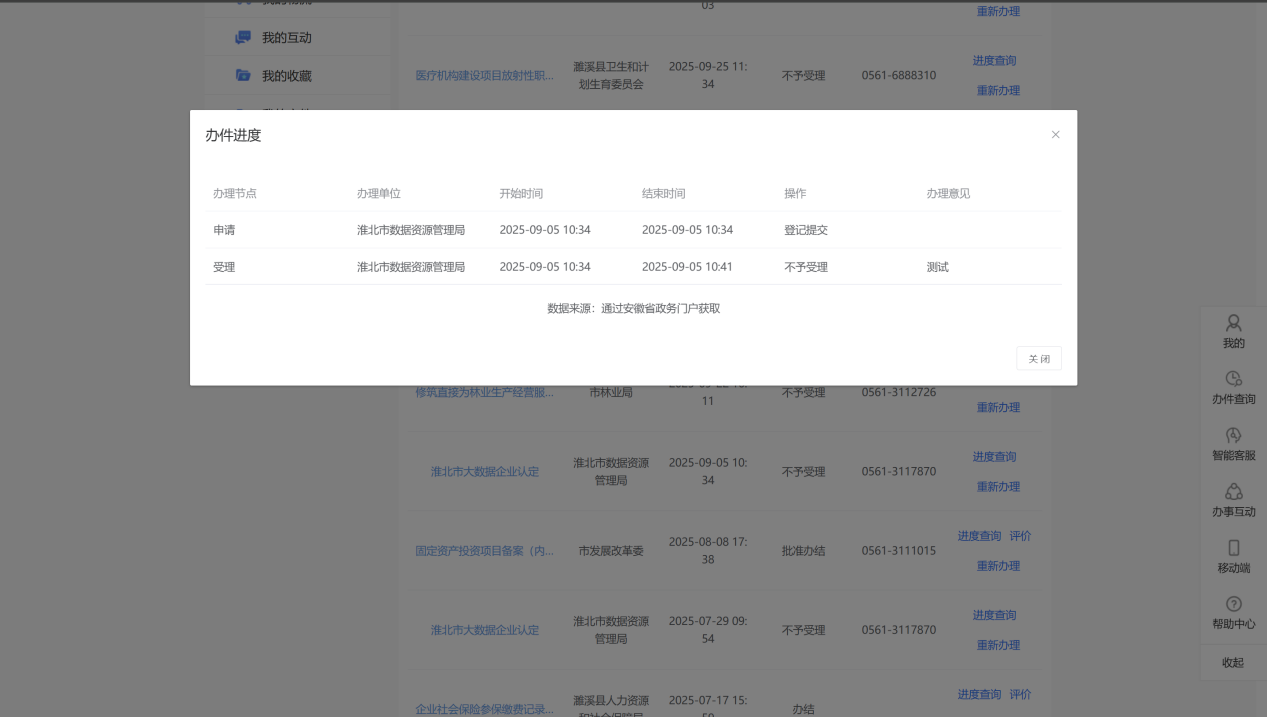 03
重新办理
我的互动
进度查询
濉溪县卫生和计
2025-09-25 11:
医疗机构建设项目放射性职...
不予受理
0561-6888310
我的收藏
划生育委员会
34
重新办理
办件进度
办理节点 办理单位 开始时间 结束时间 操作 办理意见
申请 淮北市数据资源管理局 2025-09-05 10:34 2025-09-05 10:34 登记提交
受理 淮北市数据资源管理局 2025-09-05 10:34 2025-09-05 10:41 不予受理 测试
数据来源：通过安徽省政务门户获取
关闭
修筑直接为林业生产经营服... 市林业局 不予受理 0561-3112726
11
重新办理
进度查询
淮北市数据资源 2025-09-05 10:
淮北市大数据企业认定 不予受理 0561-3117870
管理局 34
重新办理
进度查询 评价
2025-08-08 17:
固定资产投资项目备案（内... 市发展改革委 批准办结 0561-3111015
38
重新办理
进度查询
淮北市数据资源 2025-07-29 09:
淮北市大数据企业认定 不予受理 0561-3117870
管理局 34
重新办理
进度查询 评价
濉溪县人力资源 2025-07-17 15:
企业社会保险参保缴费记录... 办结
我的
办件查询
智能客服
办事互动
移动端
帮助中心
收起